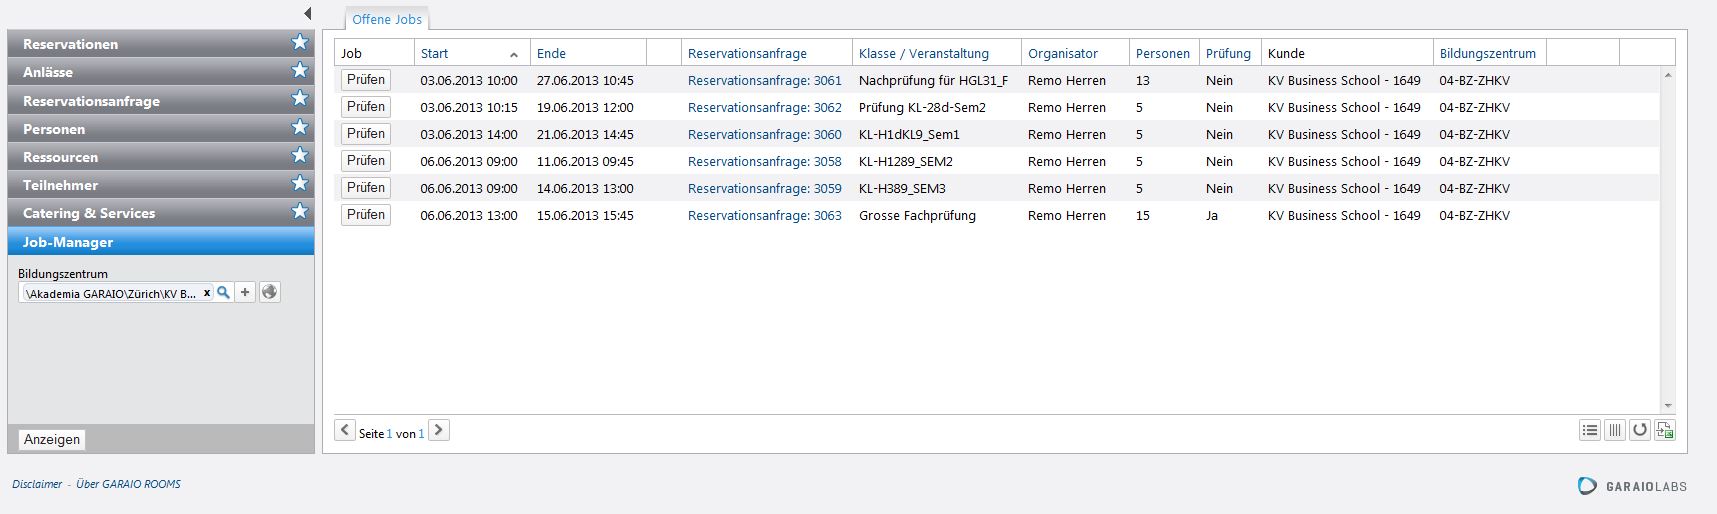 Offene Jobs
Reservationen
Anlässe
Reservationsanfrage
Personen
Ressourcen
Teilnehmer
Catering & Services
Job-Manager
Bildungszentrum
\Akademia GARAIO\Zürich\KV B... x
Anzeigen
Job Start Ende Reservationsanfrage Klasse / Veranstaltung Organisator Personen Prüfung Kunde Bildungszentrum
Prüfen 03.06.2013 10:00 27.06.2013 10:45 Reservationsanfrage: 3061 Nachprüfung für HGL31_F Remo Herren 13 Nein KV Business School - 1649 04-BZ-ZHKV
Prüfen 03.06.2013 10:15 19.06.2013 12:00 Reservationsanfrage: 3062 Prüfung KL-28d-Sem2 Remo Herren 5 Nein KV Business School - 1649 04-BZ-ZHKV
Prüfen 03.06.2013 14:00 21.06.2013 14:45 Reservationsanfrage: 3060 KL-H1dKL9_Sem1 Remo Herren 5 Nein KV Business School - 1649 04-BZ-ZHKV
Prüfen 06.06.2013 09:00 11.06.2013 09:45 Reservationsanfrage: 3058 KL-H1289_SEM2 Remo Herren 5 Nein KV Business School - 1649 04-BZ-ZHKV
Prüfen 06.06.2013 09:00 14.06.2013 13:00 Reservationsanfrage: 3059 KL-H389_SEM3 Remo Herren 5 Nein KV Business School - 1649 04-BZ-ZHKV
Prüfen 06.06.2013 13:00 15.06.2013 15:45 Reservationsanfrage: 3063 Grosse Fachprüfung Remo Herren 15 Ja KV Business School - 1649 04-BZ-ZHKV
Seite 1 von 1
Disclaimer - Über GARAIO ROOMS
GARAIOLABS